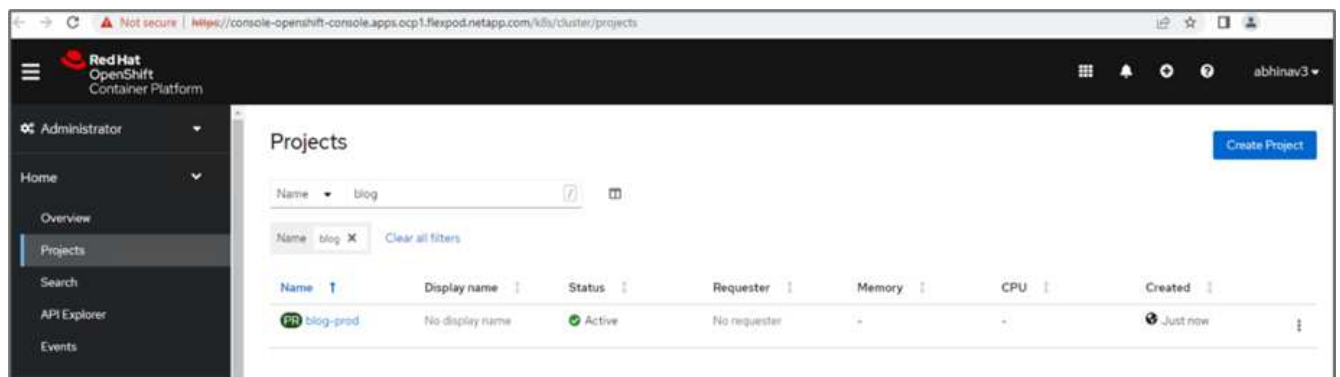 Not secure | https://console-openshift-console.apps.ocp1.flexpod.netapp.com/k8s/cluster/projects
Red Hat
OpenShift
Container Platform
abhinav3
Administrator
Projects
Create Project
Home
Name blog /
Overview
Name blog X Clear all filters
Projects
Search
Name Display name Status Requester Memory CPU Created
API Explorer
PR blog-prod No display name Active No requester - - Just now
Events